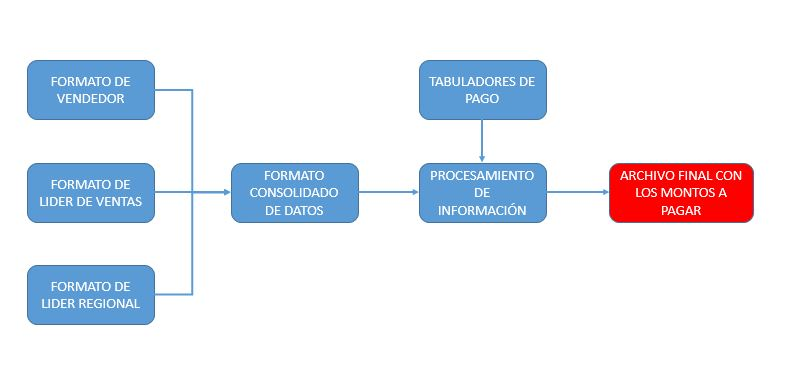 FORMATO DE
VENDEDOR
TABULADORES DE
PAGO
FORMATO DE
LIDER DE VENTAS
FORMATO
CONSOLIDADO
DE DATOS
PROCESAMIENTO
DE
INFORMACIÓN
ARCHIVO FINAL CON
LOS MONTOS A
PAGAR
FORMATO DE
LIDER REGIONAL